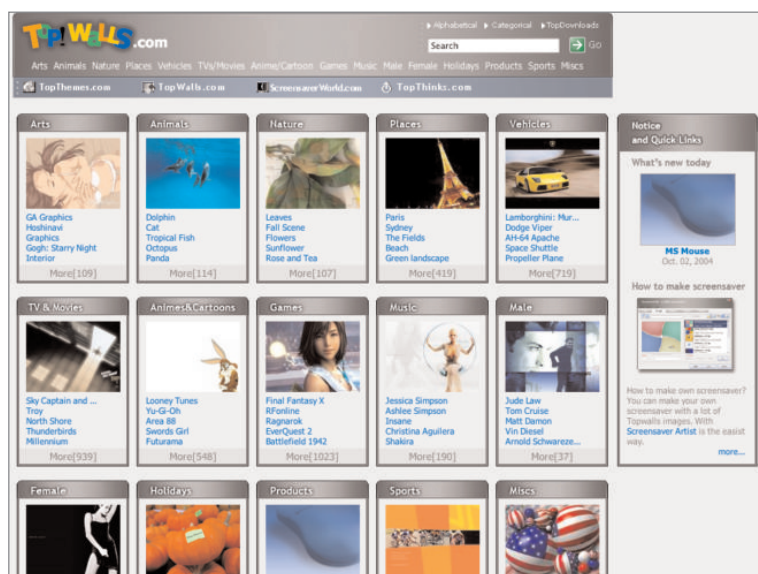 Top! Walls.com
Alphabetical Categorical TopDownloads
Search Go
Arts Animals Nature Places Vehicles TVs/Movies Anime/Cartoon Games Music Male Female Holidays Products Sports Miscs
TopThemes.com TopWalls.com ScreensaverWorld.com TopThinks.com
Arts
GA Graphics
Hoshinavi
Graphics
Gogh: Starry Night
Interior
More[109]
Animals
Dolphin
Cat
Tropical Fish
Octopus
Panda
More[114]
Nature
Leaves
Fall Scene
Flowers
Sunflower
Rose and Tea
More[107]
Places
Paris
Sydney
The Fields
Beach
Green landscape
More[419]
Vehicles
Lamborghini: Mur...
Dodge Viper
AH-64 Apache
Space Shuttle
Propeller Plane
More[719]
Notice
and Quick Links
What's new today
MS Mouse
Oct. 02, 2004
How to make screensaver
How to make own screensaver?
You can make your own
screensaver with a lot of
Topwalls images. With
Screensaver Artist is the easist
way.
more...
TV & Movies
Sky Captain and ...
Troy
North Shore
Thunderbirds
Millennium
More[939]
Animes&Cartoons
Looney Tunes
Yu-Gi-Oh
Area 88
Swords Girl
Futurama
More[548]
Games
Final Fantasy X
RFonline
Ragnarok
EverQuest 2
Battlefield 1942
More[1023]
Music
Jessica Simpson
Ashlee Simpson
Insane
Christina Aguilera
Shakira
More[190]
Male
Jude Law
Tom Cruise
Matt Damon
Vin Diesel
Arnold Schwareze...
More[37]
Female
Holidays
Products
Sports
Miscs